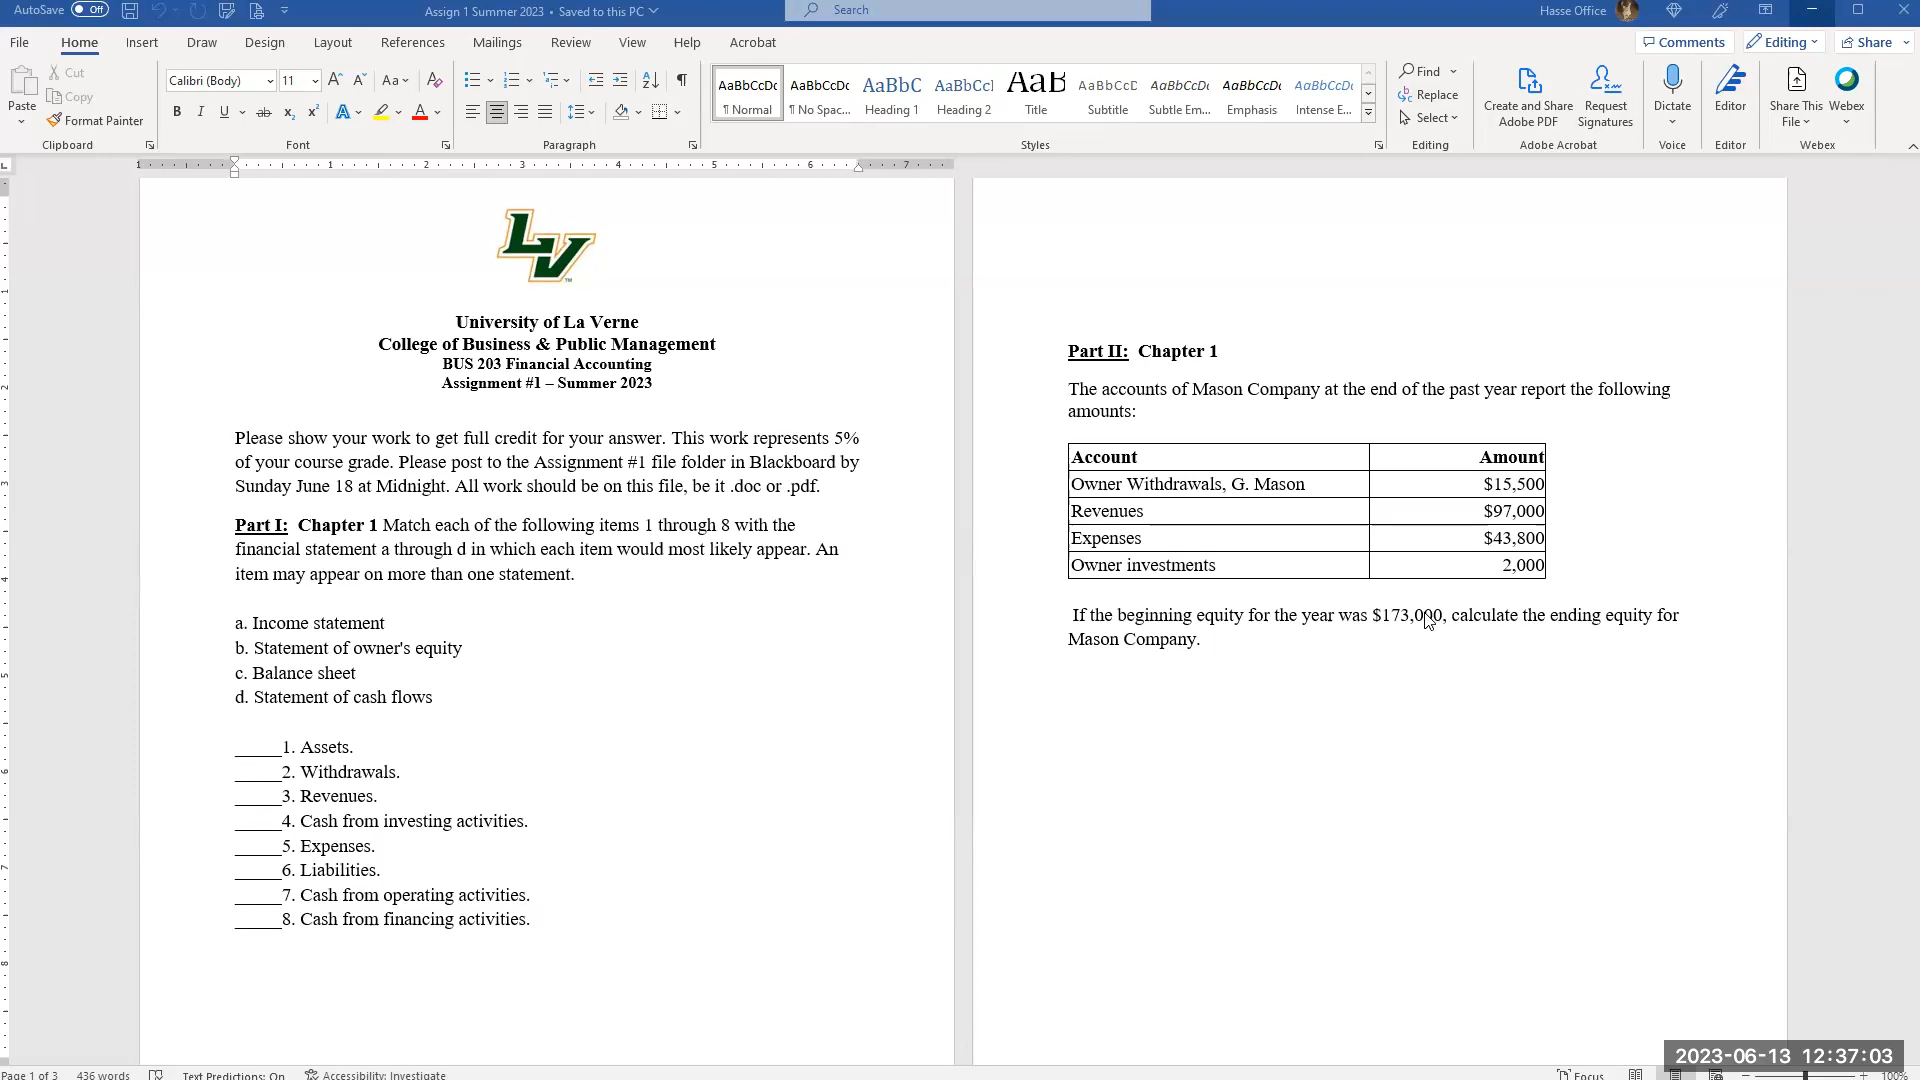 AutoSave Off Assign 1 Summer 2023 • Saved to this PC Search Hasse Office
File Home Insert Draw Design Layout References Mailings Review View Help Acrobat Comments Editing Share
Paste Cut Copy Format Painter
Calibri (Body) 11 Aa
AaBbCcDc AaBbCcDc AaBbC AaBbCcI AaB AaBbCcD AaBbCcDc AaBbCcDc AaBbCcDc
¶ Normal ¶ No Spac... Heading 1 Heading 2 Title Subtitle Subtle Em... Emphasis Intense E...
Find Replace Select
Create and Share Adobe PDF Request Signatures Dictate Editor Share This File Webex
Clipboard Font Paragraph Styles Editing Adobe Acrobat Voice Editor Webex
1 1 2 3 4 5 6 7
LV
University of La Verne
College of Business & Public Management
BUS 203 Financial Accounting
Assignment #1 – Summer 2023
Please show your work to get full credit for your answer. This work represents 5%
of your course grade. Please post to the Assignment #1 file folder in Blackboard by
Sunday June 18 at Midnight. All work should be on this file, be it .doc or .pdf.
Part I: Chapter 1 Match each of the following items 1 through 8 with the
financial statement a through d in which each item would most likely appear. An
item may appear on more than one statement.
a. Income statement
b. Statement of owner's equity
c. Balance sheet
d. Statement of cash flows
_____1. Assets.
_____2. Withdrawals.
_____3. Revenues.
_____4. Cash from investing activities.
_____5. Expenses.
_____6. Liabilities.
_____7. Cash from operating activities.
_____8. Cash from financing activities.
Part II: Chapter 1
The accounts of Mason Company at the end of the past year report the following
amounts:
Account Amount
Owner Withdrawals, G. Mason $15,500
Revenues $97,000
Expenses $43,800
Owner investments 2,000
If the beginning equity for the year was $173,000, calculate the ending equity for
Mason Company.
2023-06-13 12:37:03
Page 1 of 3 436 words Text Predictions: On Accessibility: Investigate Focus 100%